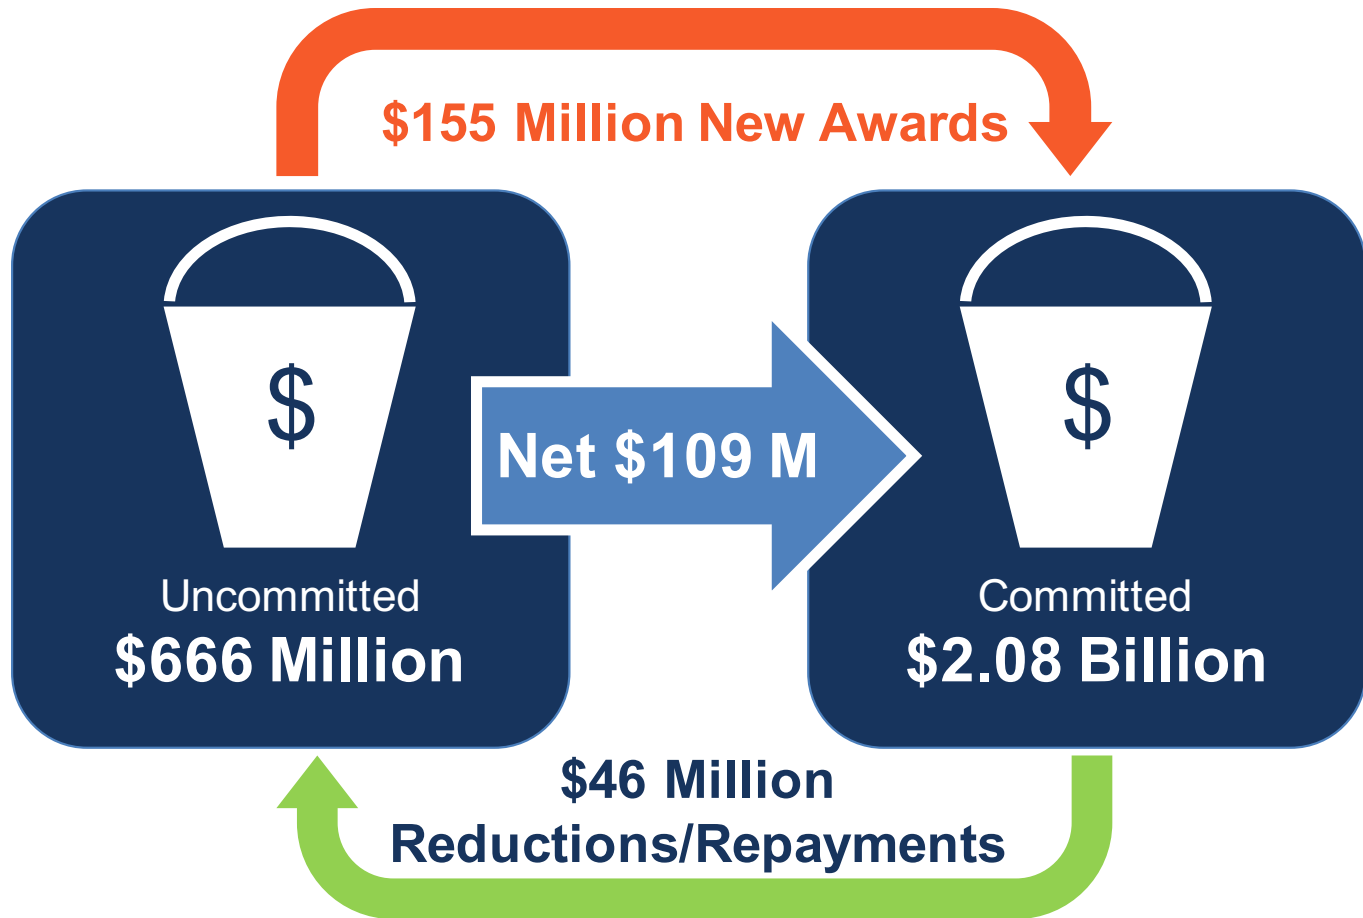 $155 Million New Awards
$
Uncommitted
$666 Million
Net $109 M
$
Committed
$2.08 Billion
$46 Million
Reductions/Repayments